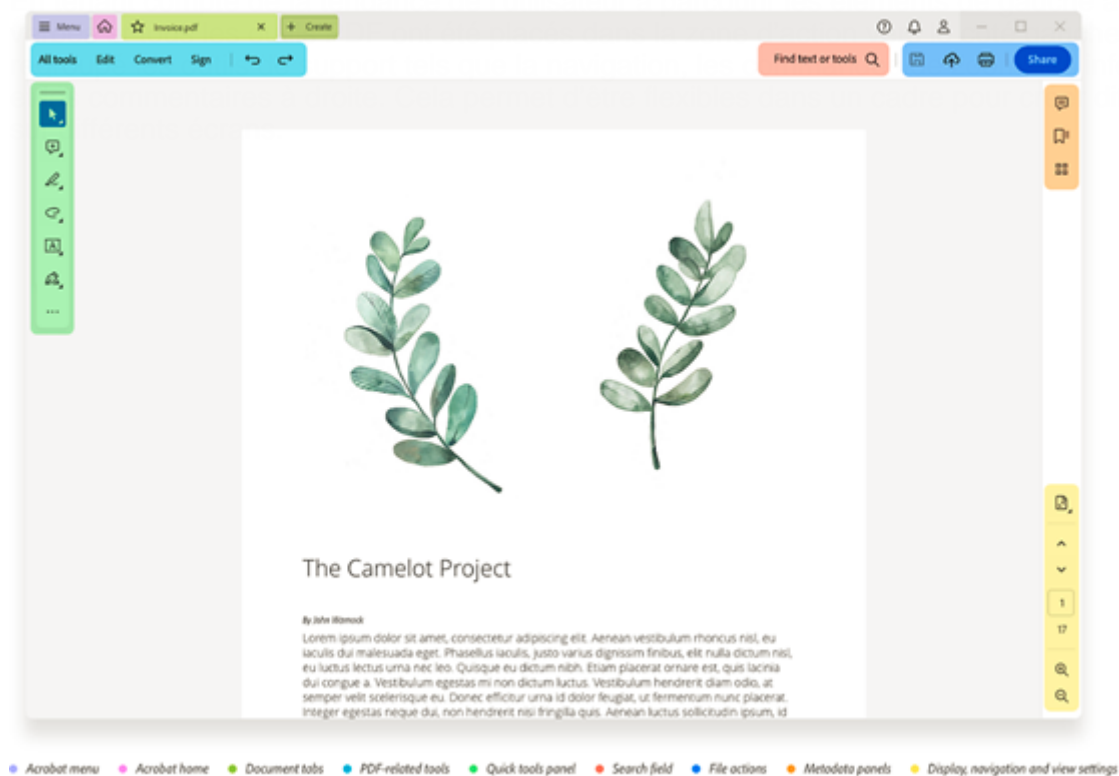 Menu
Invoice.pdf
Create
All tools Edit Convert Sign
Find text or tools
Share
A
The Camelot Project
By John Warnock
Lorem ipsum dolor sit amet, consectetur adipiscing elit. Aenean vestibulum rhoncus nisl, eu
iaculis dui malesuada eget. Phasellus iaculis, justo varius dignissim finibus, elit nulla dictum nisl,
eu luctus lectus urna nec leo. Quisque eu dictum nibh. Etiam placerat ornare est, quis lacinia
dui congue a. Vestibulum egestas mi non dictum luctus. Vestibulum hendrerit diam odio, at
semper velit scelerisque eu. Donec efficitur urna id dolor feugiat, ut fermentum nunc placerat.
Integer egestas neque dui, non hendrerit nisi fringilla quis. Aenean luctus sollicitudin ipsum, id
1
17
Acrobat menu Acrobat home Document tabs PDF-related tools Quick tools panel Search field File actions Metadata panels Display, navigation and view settings